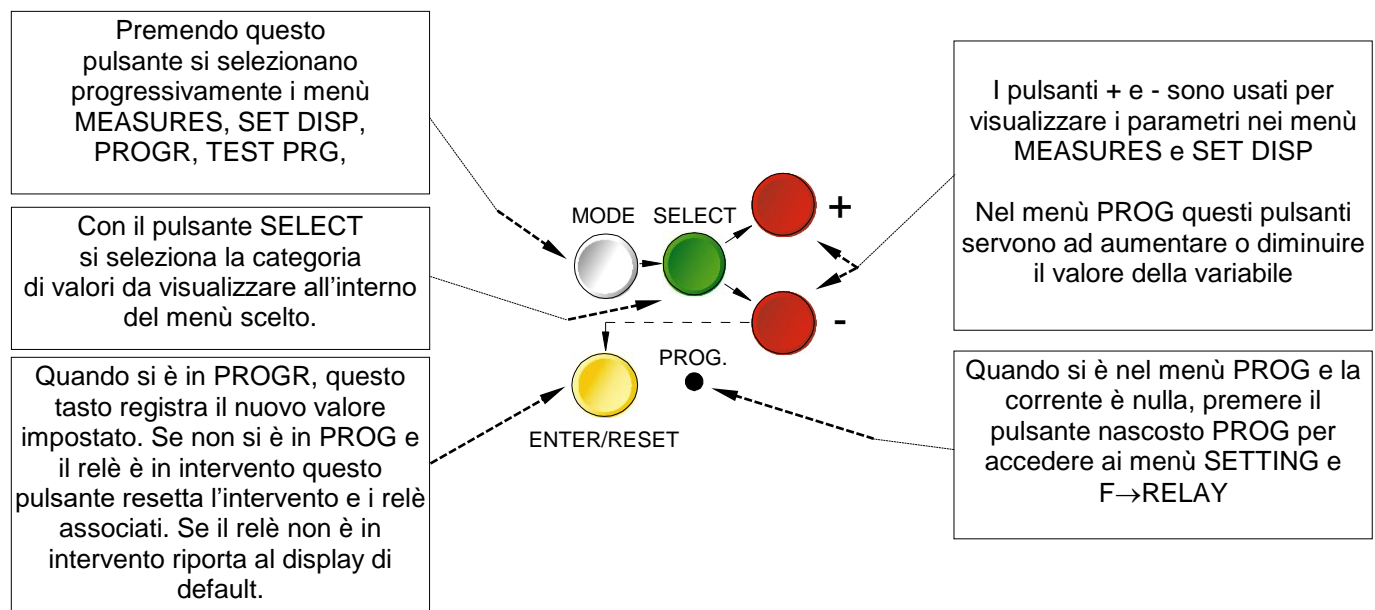 Premendo questo
pulsante si selezionano
progressivamente i menù
MEASURES, SET DISP,
PROGR, TEST PRG,
Con il pulsante SELECT
si seleziona la categoria
di valori da visualizzare all’interno
del menù scelto.
Quando si è in PROGR, questo
tasto registra il nuovo valore
impostato. Se non si è in PROG e
il relè è in intervento questo
pulsante resetta l’intervento e i relè
associati. Se il relè non è in
intervento riporta al display di
default.
MODE SELECT
+
-
PROG.
ENTER/RESET
I pulsanti + e - sono usati per
visualizzare i parametri nei menù
MEASURES e SET DISP
Nel menù PROG questi pulsanti
servono ad aumentare o diminuire
il valore della variabile
Quando si è nel menù PROG e la
corrente è nulla, premere il
pulsante nascosto PROG per
accedere ai menù SETTING e
F→RELAY